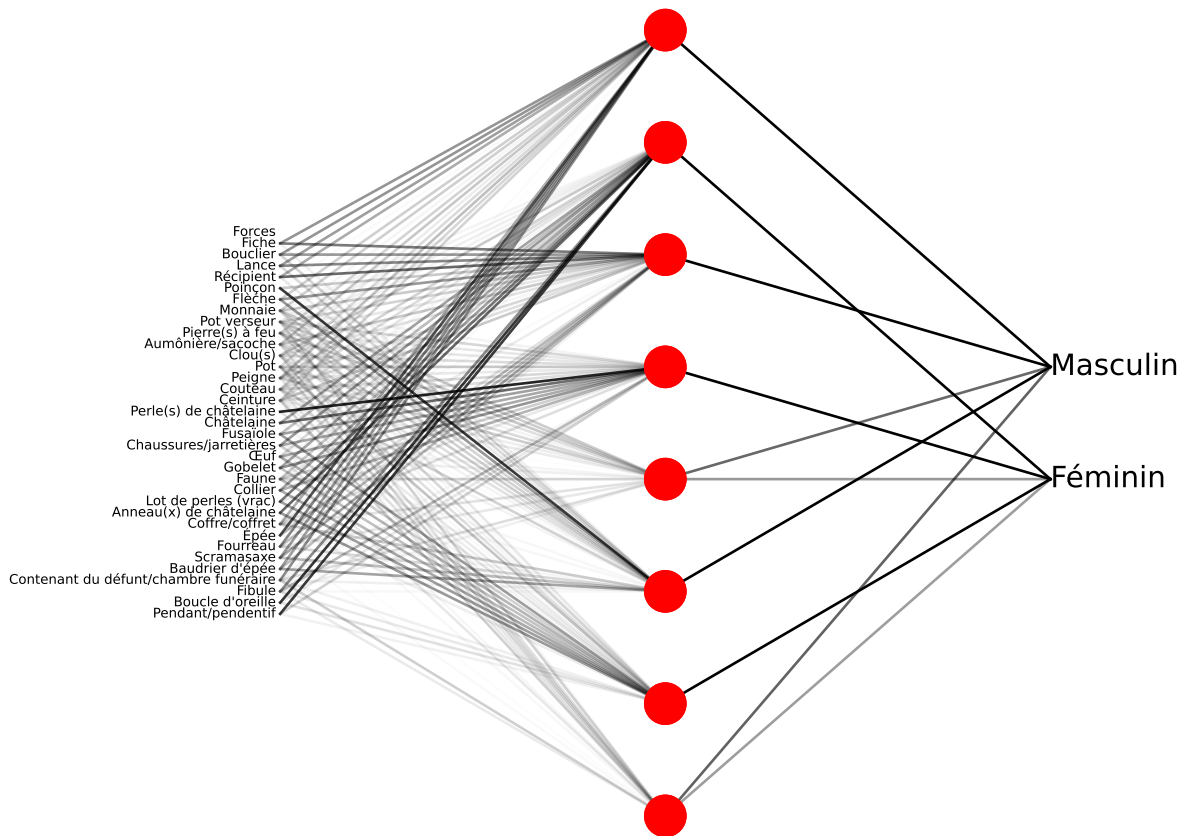 Forces
Fiche
Bouclier
Lance
Récipient
Poinçon
Flèche
Monnaie
Pot verseur
Pierre(s) à feu
Aumônière/sacoche
Clou(s)
Pot
Peigne
Couteau
Ceinture
Perle(s) de châtelaine
Châtelaine
Fusaïole
Chaussures/jarretières
Œuf
Gobelet
Faune
Collier
Lot de perles (vrac)
Anneau(x) de châtelaine
Coffre/coffret
Épée
Fourreau
Scramasaxe
Baudrier d'épée
Contenant du défunt/chambre funéraire
Fibule
Boucle d'oreille
Pendant/pendentif
Masculin
Féminin